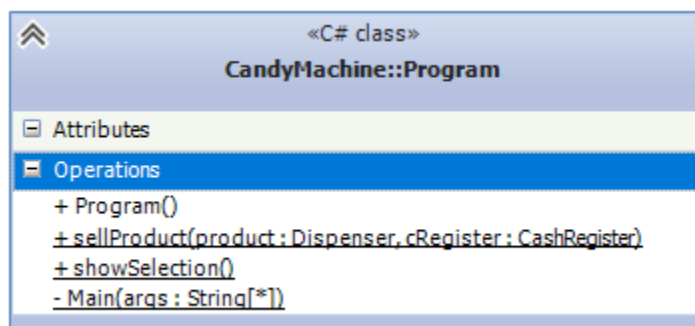 «C# class»
CandyMachine::Program
Attributes
Operations
+ Program()
+ sellProduct(product : Dispenser, cRegister : CashRegister)
+ showSelection()
- Main(args : String[*])